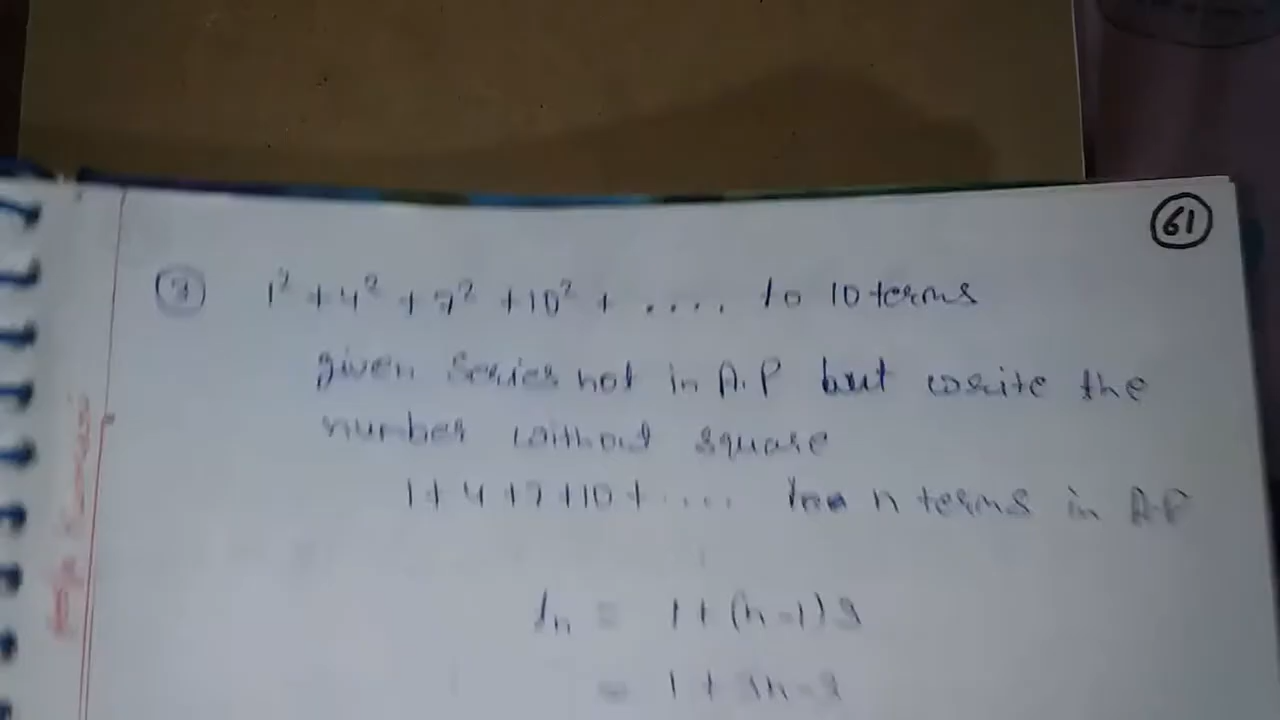 61
7 1² + 4² + 7² + 10² + .... to 10 terms
given series not in A.P but write the
number without square
1 + 4 + 7 + 10 + .... n terms in A.P
tn = 1 + (n-1)3
= 1 + 3n - 3